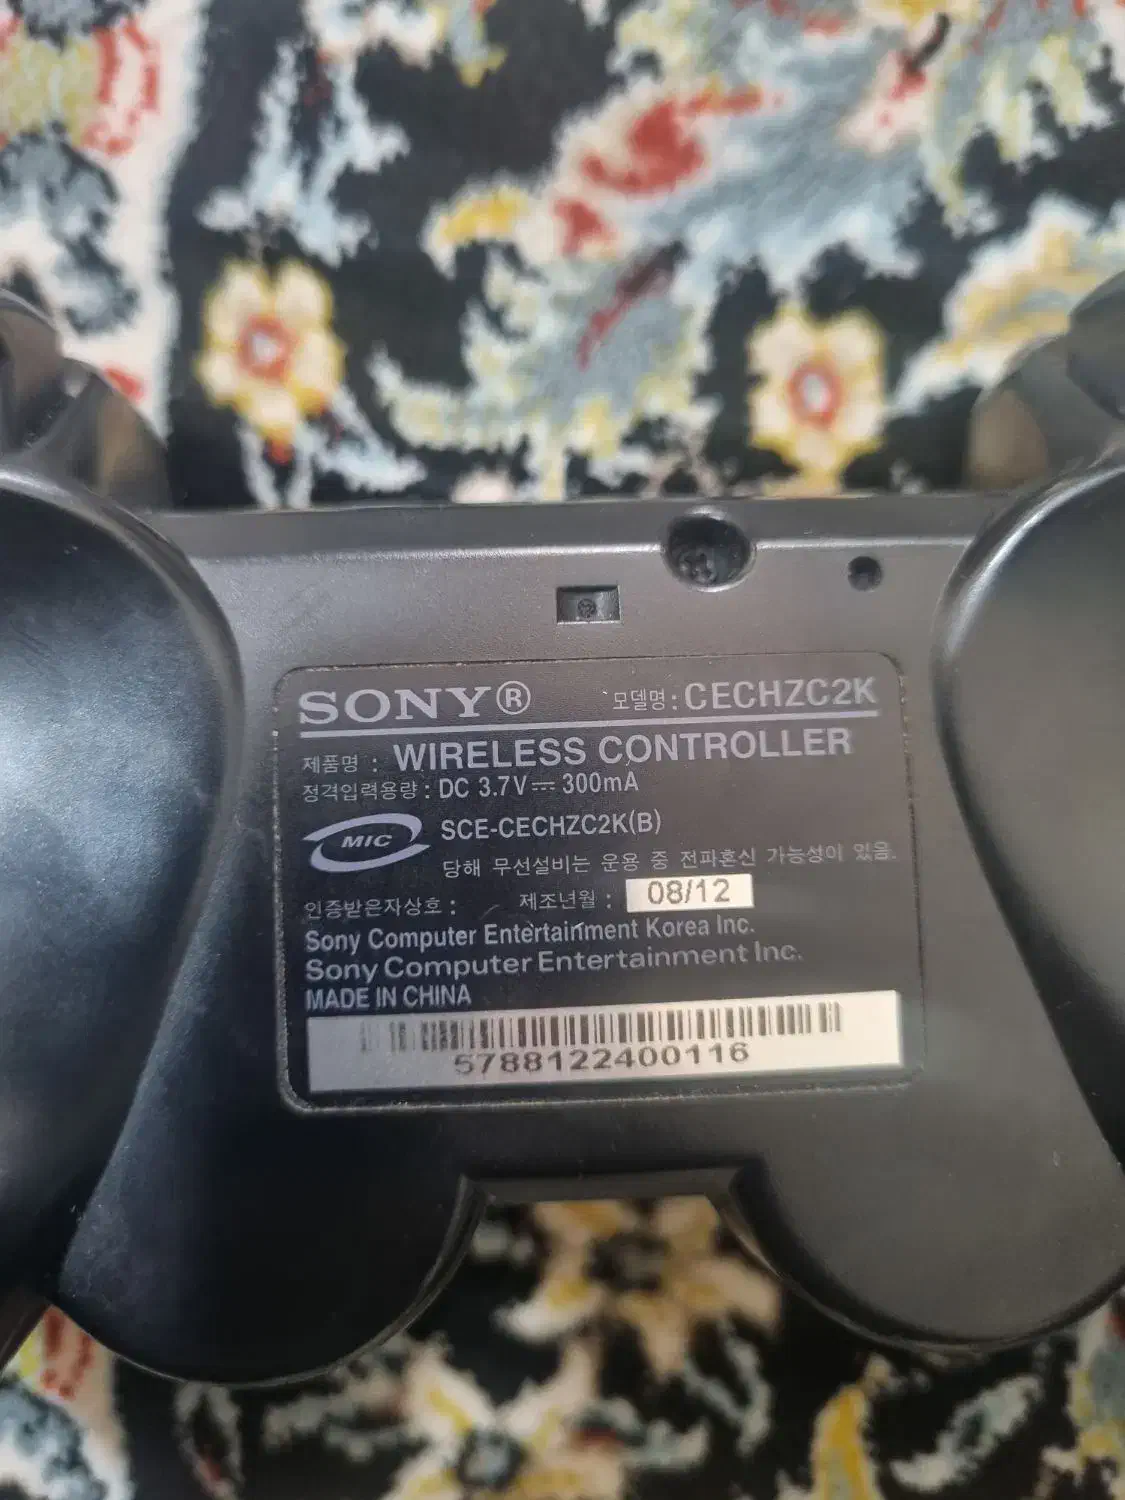 SONY® 모델명: CECHZC2K
제품명 : WIRELESS CONTROLLER
정격입력용량 : DC 3.7V ⎓ 300mA
MIC SCE-CECHZC2K(B)
당해 무선설비는 운용 중 전파혼신 가능성이 있음.
인증받은자상호 : 제조년월 : 08/12
Sony Computer Entertainment Korea Inc.
Sony Computer Entertainment Inc.
MADE IN CHINA
5788122400116